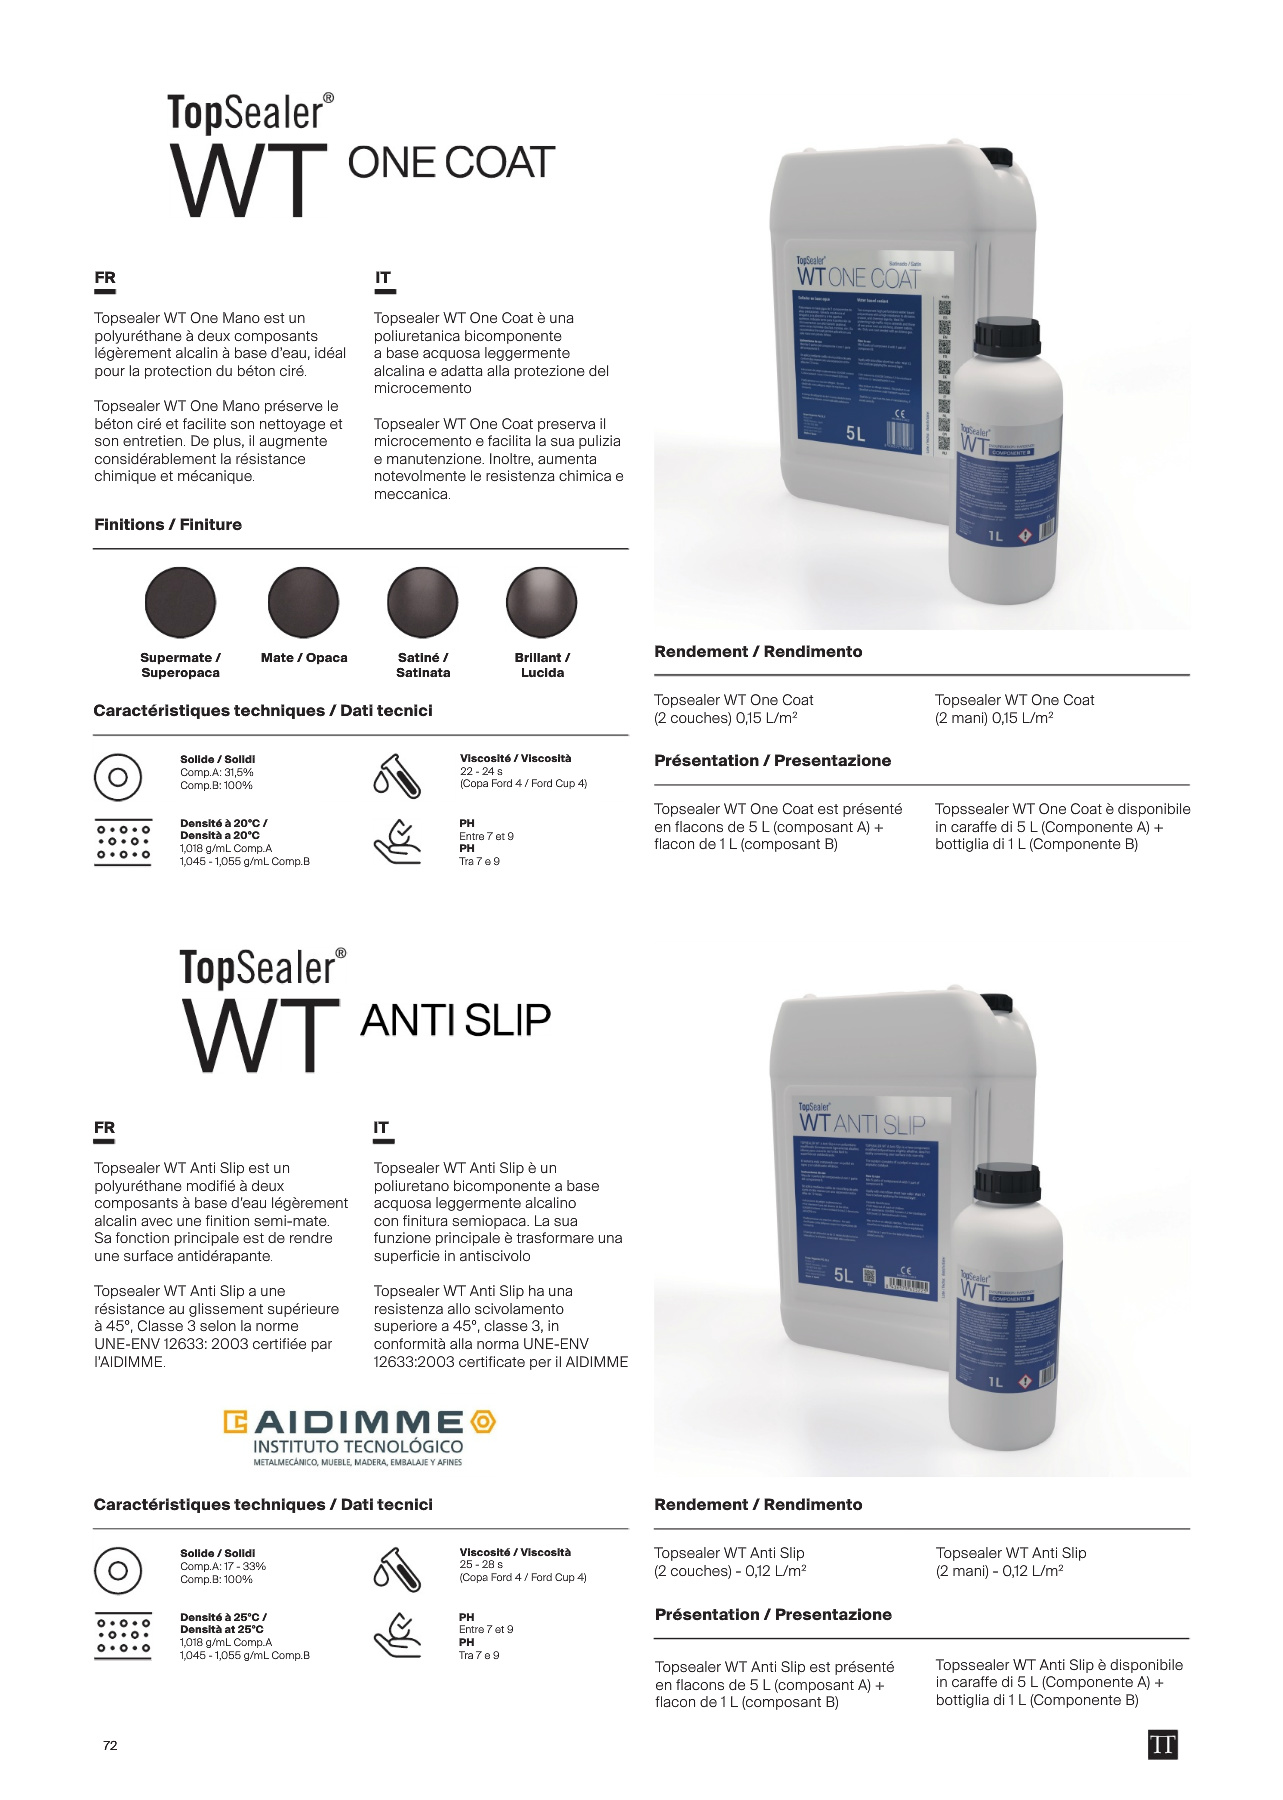 TopSealer®
WT ONE COAT
FR
Topsealer WT One Mano est un
polyuréthane à deux composants
légèrement alcalin à base d'eau, idéal
pour la protection du béton ciré.
Topsealer WT One Mano préserve le
béton ciré et facilite son nettoyage et
son entretien. De plus, il augmente
considérablement la résistance
chimique et mécanique.
IT
Topsealer WT One Coat è una
poliuretanica bicomponente
a base acquosa leggermente
alcalina e adatta alla protezione del
microcemento
Topsealer WT One Coat preserva il
microcemento e facilita la sua pulizia
e manutenzione. Inoltre, aumenta
notevolmente le resistenza chimica e
meccanica.
Finitions / Finiture
Supermate /
Superopaca
Mate / Opaca
Satiné /
Satinata
Brillant /
Lucida
Caractéristiques techniques / Dati tecnici
Solide / Solidi
Comp.A: 31,5%
Comp.B: 100%
Viscosité / Viscosità
22 - 24 s
(Copa Ford 4 / Ford Cup 4)
Densité à 20°C /
Densità a 20°C
1,018 g/mL Comp.A
1,045 - 1,055 g/mL Comp.B
PH
Entre 7 et 9
PH
Tra 7 e 9
TopSealer®
WT ONE COAT
5L
CE
TopSealer®
WT
COMPONENTE B
1L
Rendement / Rendimento
Topsealer WT One Coat
(2 couches) 0,15 L/m²
Topsealer WT One Coat
(2 mani) 0,15 L/m²
Présentation / Presentazione
Topsealer WT One Coat est présenté
en flacons de 5 L (composant A) +
flacon de 1 L (composant B)
Topssealer WT One Coat è disponibile
in caraffe di 5 L (Componente A) +
bottiglia di 1 L (Componente B)
TopSealer®
WT ANTI SLIP
FR
Topsealer WT Anti Slip est un
polyuréthane modifié à deux
composants à base d'eau légèrement
alcalin avec une finition semi-mate.
Sa fonction principale est de rendre
une surface antidérapante.
Topsealer WT Anti Slip a une
résistance au glissement supérieure
à 45°, Classe 3 selon la norme
UNE-ENV 12633: 2003 certifiée par
l'AIDIMME.
IT
Topsealer WT Anti Slip è un
poliuretano bicomponente a base
acquosa leggermente alcalino
con finitura semiopaca. La sua
funzione principale è trasformare una
superficie in antiscivolo
Topsealer WT Anti Slip ha una
resistenza allo scivolamento
superiore a 45°, classe 3, in
conformità alla norma UNE-ENV
12633:2003 certificate per il AIDIMME
AIDIMME
INSTITUTO TECNOLÓGICO
METALMECÁNICO, MUEBLE, MADERA, EMBALAJE Y AFINES
Caractéristiques techniques / Dati tecnici
Solide / Solidi
Comp.A: 17 - 33%
Comp.B: 100%
Viscosité / Viscosità
25 - 28 s
(Copa Ford 4 / Ford Cup 4)
Densité à 25°C /
Densità at 25°C
1,018 g/mL Comp.A
1,045 - 1,055 g/mL Comp.B
PH
Entre 7 et 9
PH
Tra 7 e 9
TopSealer®
WT ANTI SLIP
5L
CE
TopSealer®
WT
COMPONENTE B
1L
Rendement / Rendimento
Topsealer WT Anti Slip
(2 couches) - 0,12 L/m²
Topsealer WT Anti Slip
(2 mani) - 0,12 L/m²
Présentation / Presentazione
Topsealer WT Anti Slip est présenté
en flacons de 5 L (composant A) +
flacon de 1 L (composant B)
Topssealer WT Anti Slip è disponibile
in caraffe di 5 L (Componente A) +
bottiglia di 1 L (Componente B)
72
TT